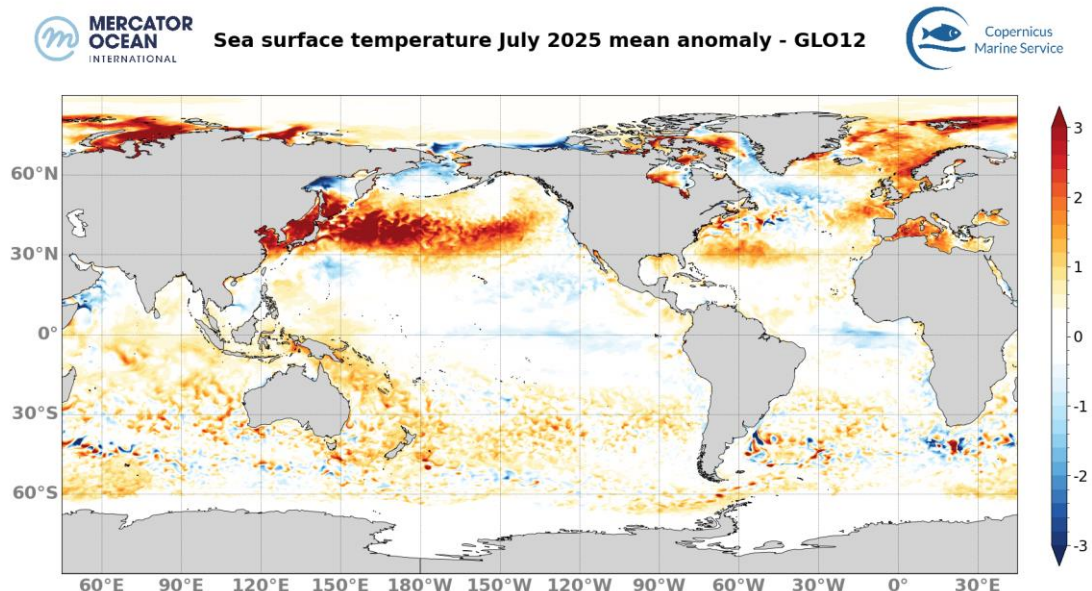 MERCATOR
OCEAN
INTERNATIONAL
Sea surface temperature July 2025 mean anomaly - GLO12
Copernicus
Marine Service
60°N
30°N
0°
30°S
60°S
60°E 90°E 120°E 150°E 180° 150°W 120°W 90°W 60°W 30°W 0° 30°E
3
2
1
0
-1
-2
-3